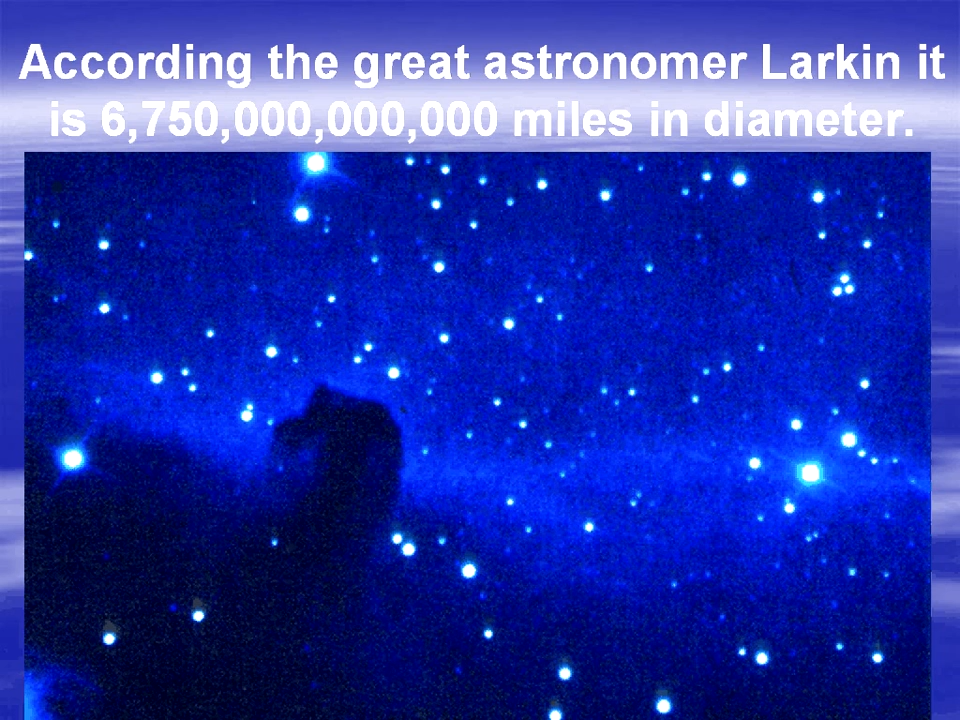 According the great astronomer Larkin it
is 6,750,000,000,000 miles in diameter.